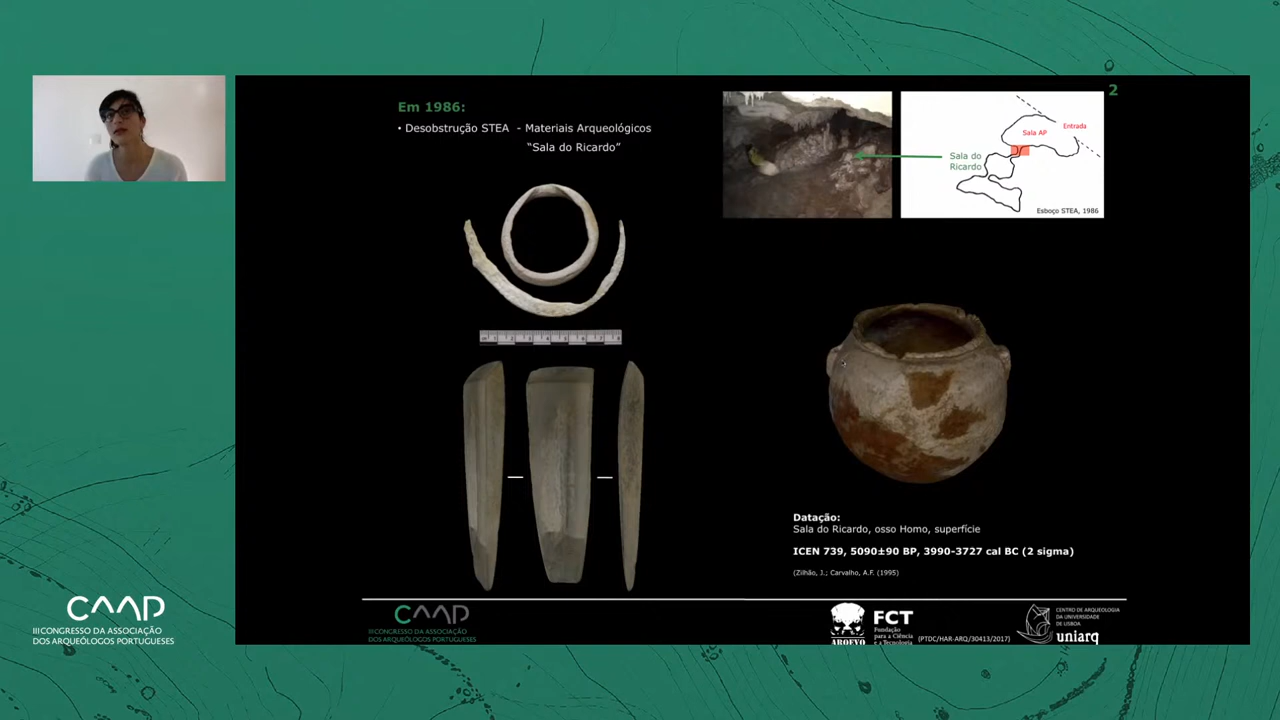 2
Em 1986:
• Desobstrução STEA - Materiais Arqueológicos
"Sala do Ricardo"
Sala do
Ricardo
Sala AP
Entrada
Esboço STEA, 1986
Datação:
Sala do Ricardo, osso Homo, superfície
ICEN 739, 5090±90 BP, 3990-3727 cal BC (2 sigma)
(Zilhão, J.; Carvalho, A.F. (1995)
CAAP
III CONGRESSO DA ASSOCIAÇÃO
DOS ARQUEÓLOGOS PORTUGUESES
CAAP
III CONGRESSO DA ASSOCIAÇÃO
DOS ARQUEÓLOGOS PORTUGUESES
FCT
Fundação
para a Ciência
e a Tecnologia
(PTDC/HAR-ARQ/30413/2017)
CENTRO DE ARQUEOLOGIA
DA UNIVERSIDADE
DE LISBOA
uniarq